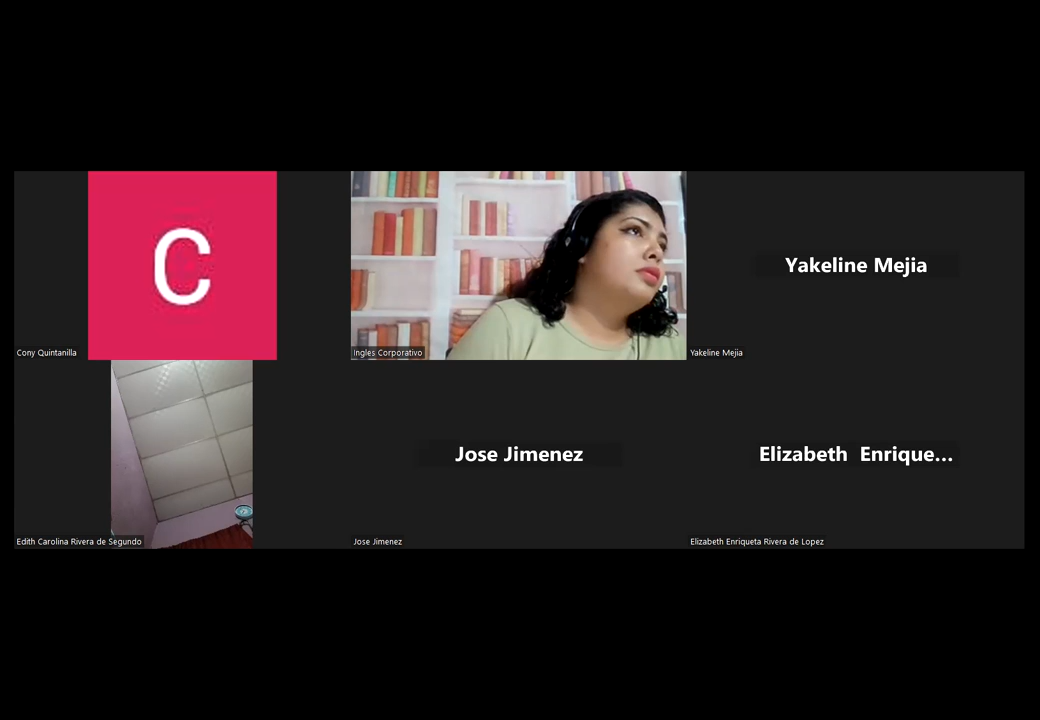 C
Cony Quintanilla
Ingles Corporativo
Yakeline Mejia
Yakeline Mejia
Edith Carolina Rivera de Segundo
Jose Jimenez
Jose Jimenez
Elizabeth Enrique...
Elizabeth Enriqueta Rivera de Lopez